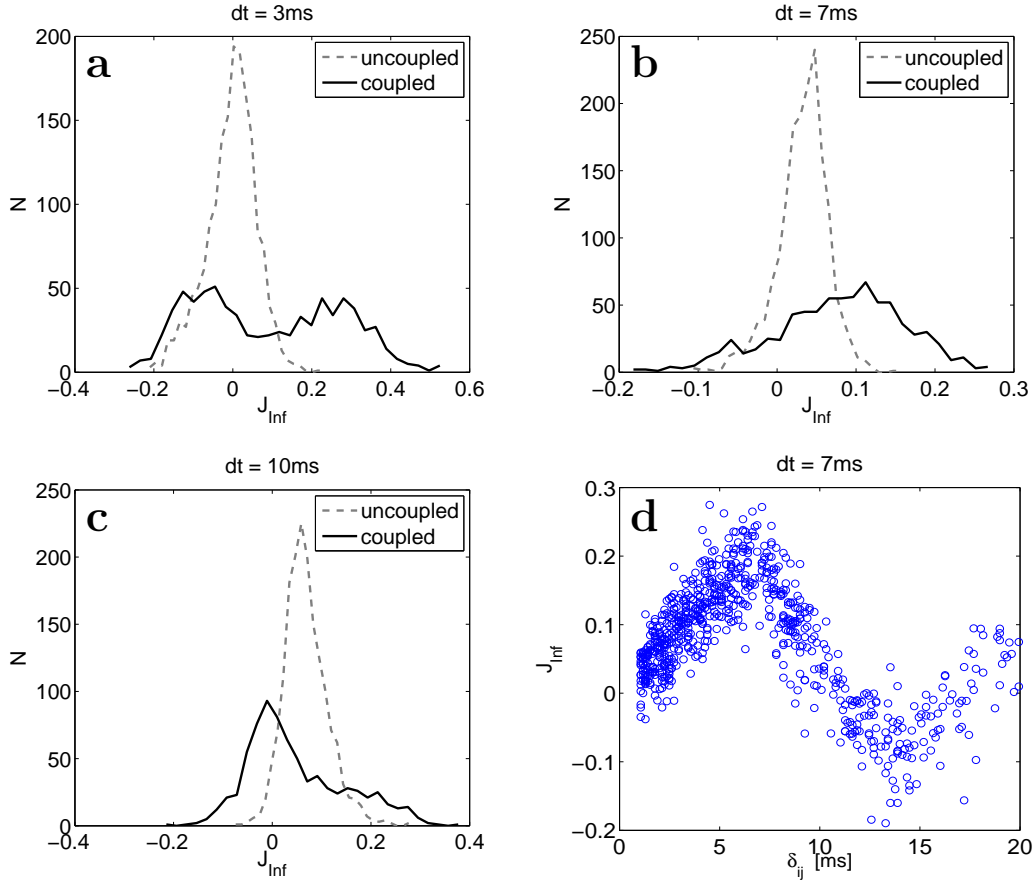 dt = 3ms
a
uncoupled
coupled
N
200
150
100
50
0
−0.4
−0.2
0
0.2
0.4
0.6
J_Inf
dt = 7ms
b
uncoupled
coupled
N
250
200
150
100
50
0
−0.2
−0.1
0
0.1
0.2
0.3
J_Inf
dt = 10ms
c
uncoupled
coupled
N
250
200
150
100
50
0
−0.4
−0.2
0
0.2
0.4
J_Inf
dt = 7ms
d
J_Inf
0.3
0.2
0.1
0
−0.1
−0.2
0
5
10
15
20
δ_ij [ms]